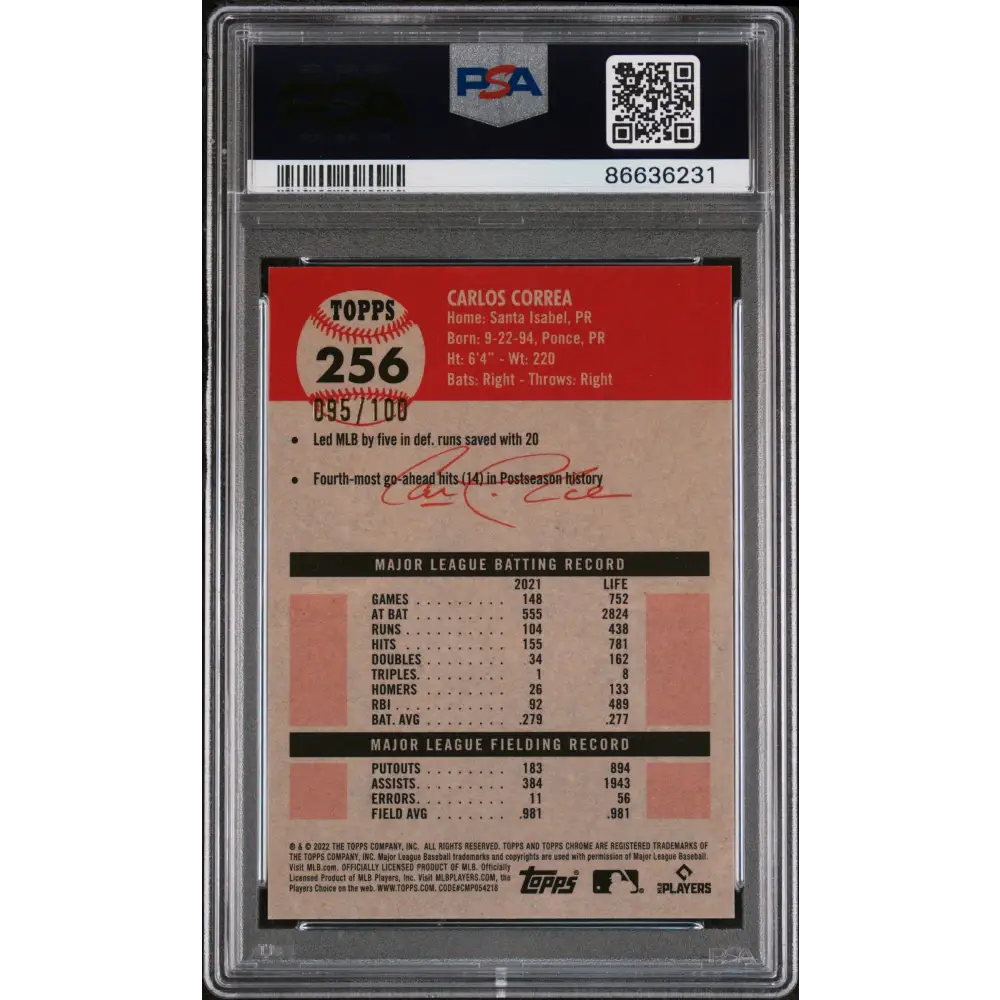 PSA
86636231
TOPPS
256
095/100
CARLOS CORREA
Home: Santa Isabel, PR
Born: 9-22-94, Ponce, PR
Ht: 6'4" - Wt: 220
Bats: Right - Throws: Right
• Led MLB by five in def. runs saved with 20
• Fourth-most go-ahead hits (14) in Postseason history
MAJOR LEAGUE BATTING RECORD
2021 LIFE
GAMES . . . . . . . . . 148 752
AT BAT . . . . . . . . . 555 2824
RUNS . . . . . . . . . . 104 438
HITS . . . . . . . . . . 155 781
DOUBLES . . . . . . . . 34 162
TRIPLES. . . . . . . . . 1 8
HOMERS . . . . . . . . 26 133
RBI . . . . . . . . . . . 92 489
BAT. AVG . . . . . . . . .279 .277
MAJOR LEAGUE FIELDING RECORD
PUTOUTS . . . . . . . . 183 894
ASSISTS. . . . . . . . . 384 1943
ERRORS. . . . . . . . . 11 56
FIELD AVG . . . . . . . .981 .981
® & © 2022 THE TOPPS COMPANY, INC. ALL RIGHTS RESERVED. TOPPS AND TOPPS CHROME ARE REGISTERED TRADEMARKS OF
THE TOPPS COMPANY, INC. Major League Baseball trademarks and copyrights are used with permission of Major League Baseball.
Visit MLB.com. OFFICIALLY LICENSED PRODUCT OF MLB. Officially
Licensed Product of MLB Players, Inc. Visit MLBPLAYERS.COM, the
Players Choice on the web. WWW.TOPPS.COM. CODE#CMP054218
Topps
MLB PLAYERS
PSA